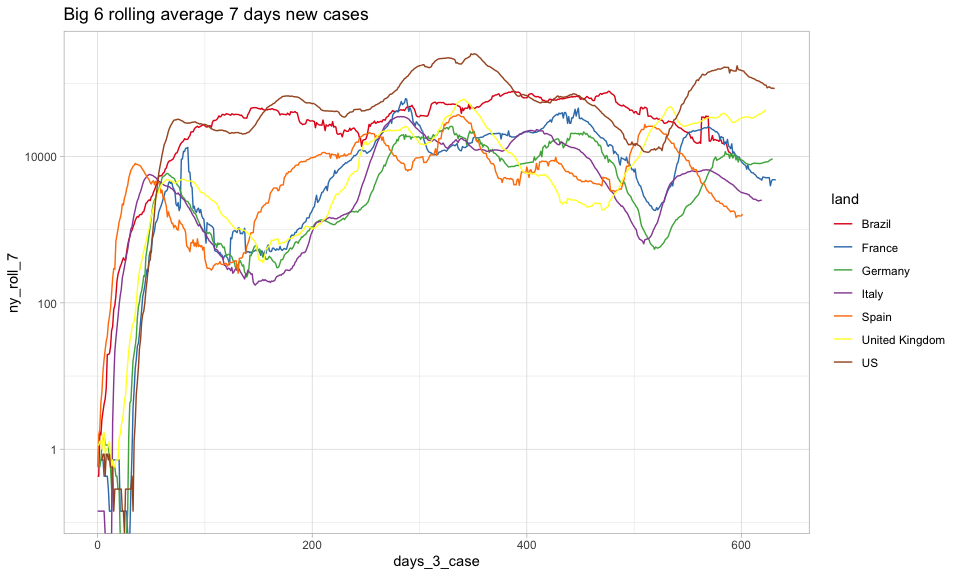 Big 6 rolling average 7 days new cases
ny_roll_7
10000
100
1
0
200
400
600
days_3_case
land
Brazil
France
Germany
Italy
Spain
United Kingdom
US